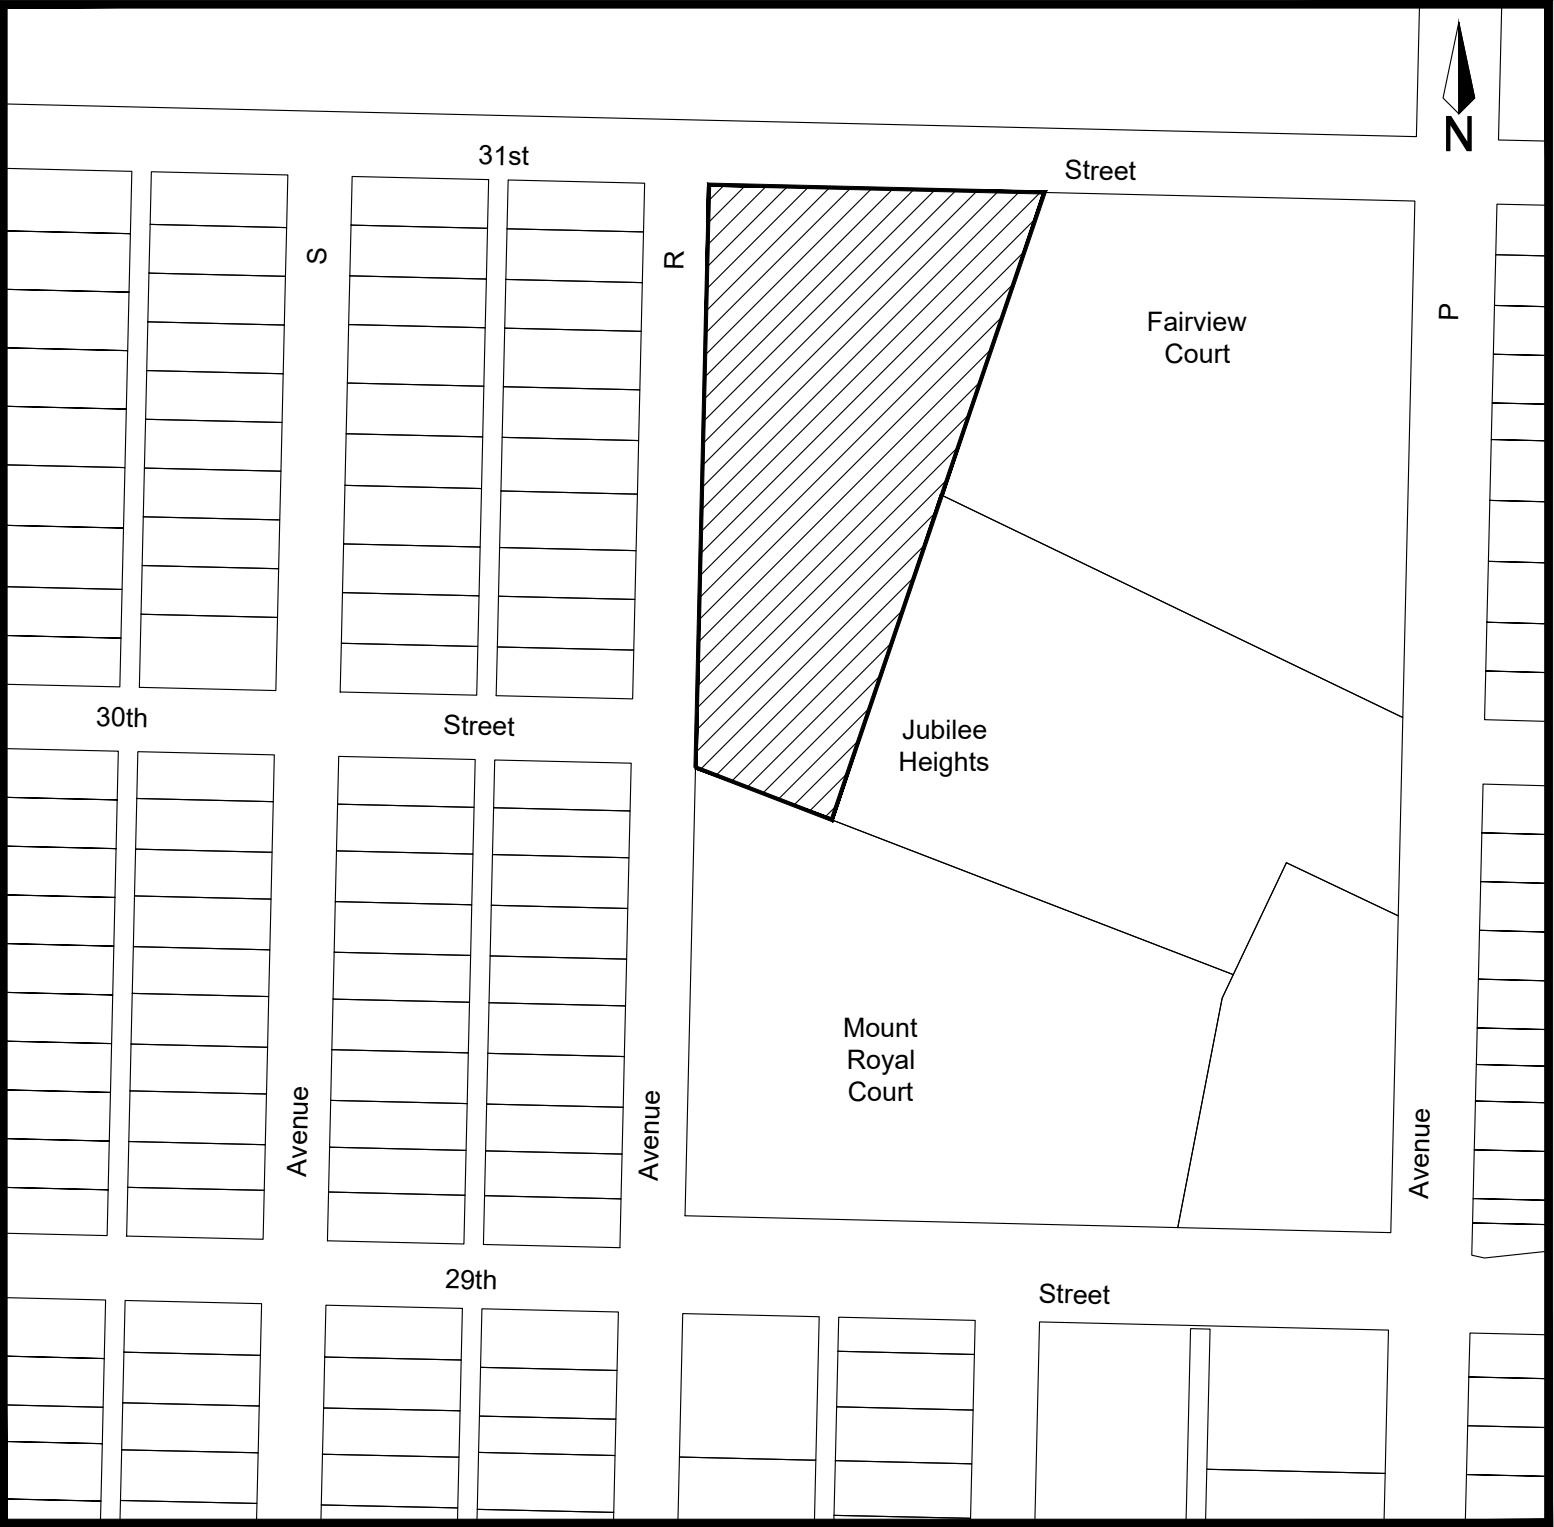 N
31st
Street
S
R
P
Fairview
Court
30th
Street
Jubilee
Heights
Mount
Royal
Court
Avenue
Avenue
Avenue
29th
Street